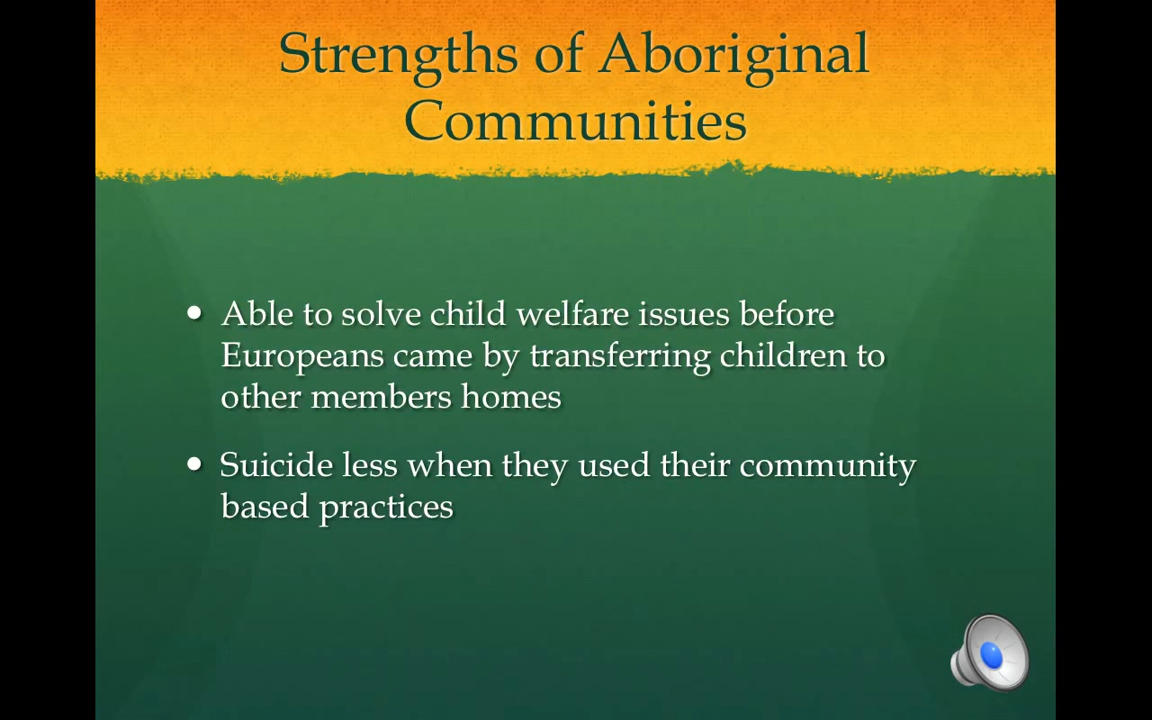 Strengths of Aboriginal
Communities
• Able to solve child welfare issues before
Europeans came by transferring children to
other members homes
• Suicide less when they used their community
based practices